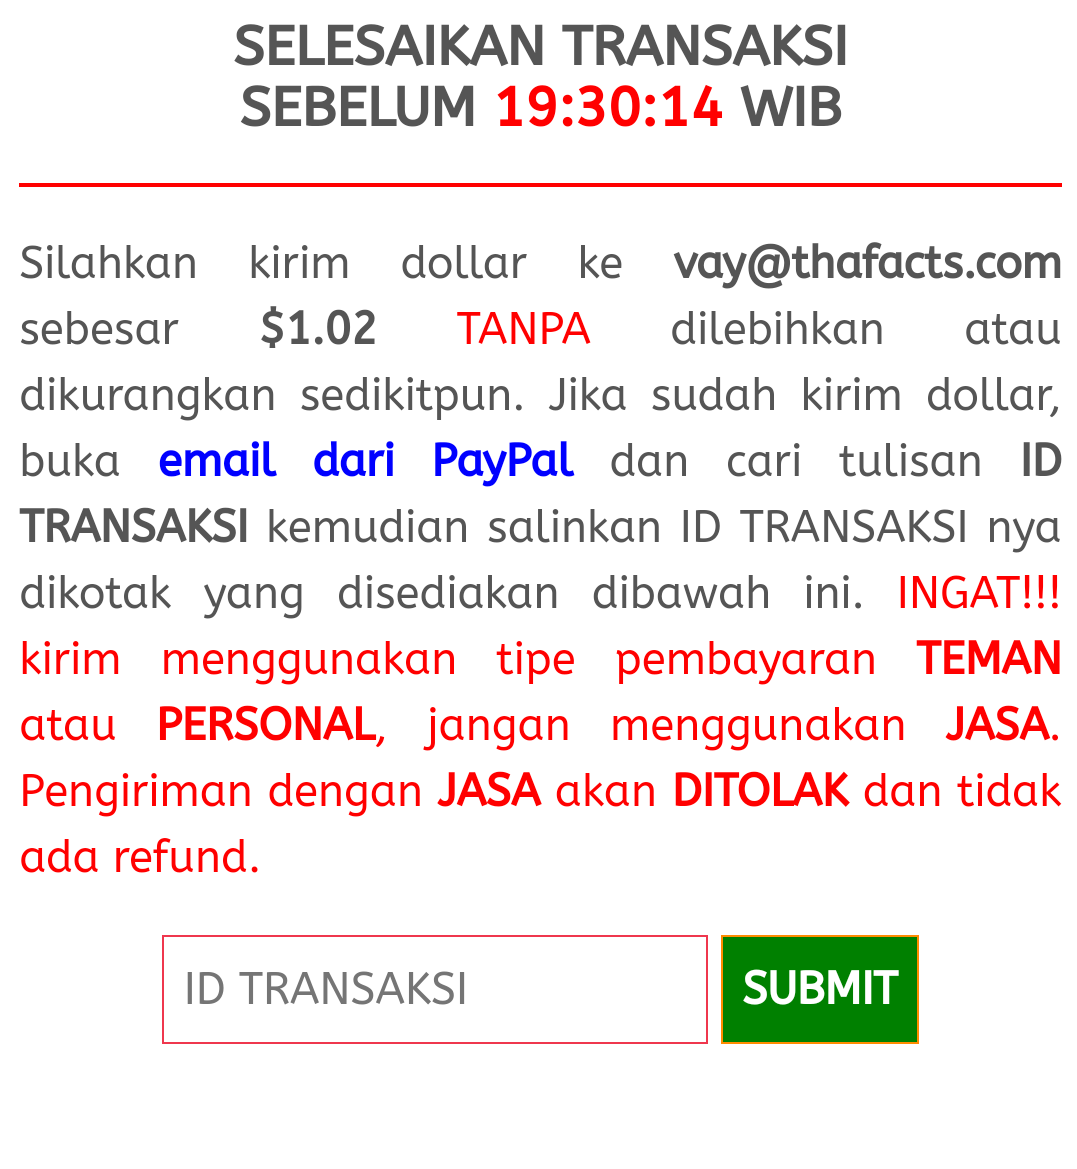 SELESAIKAN TRANSAKSI
SEBELUM 19:30:14 WIB
Silahkan kirim dollar ke vay@thafacts.com
sebesar $1.02 TANPA dilebihkan atau
dikurangkan sedikitpun. Jika sudah kirim dollar,
buka email dari PayPal dan cari tulisan ID
TRANSAKSI kemudian salinkan ID TRANSAKSI nya
dikotak yang disediakan dibawah ini. INGAT!!!
kirim menggunakan tipe pembayaran TEMAN
atau PERSONAL, jangan menggunakan JASA.
Pengiriman dengan JASA akan DITOLAK dan tidak
ada refund.
ID TRANSAKSI SUBMIT